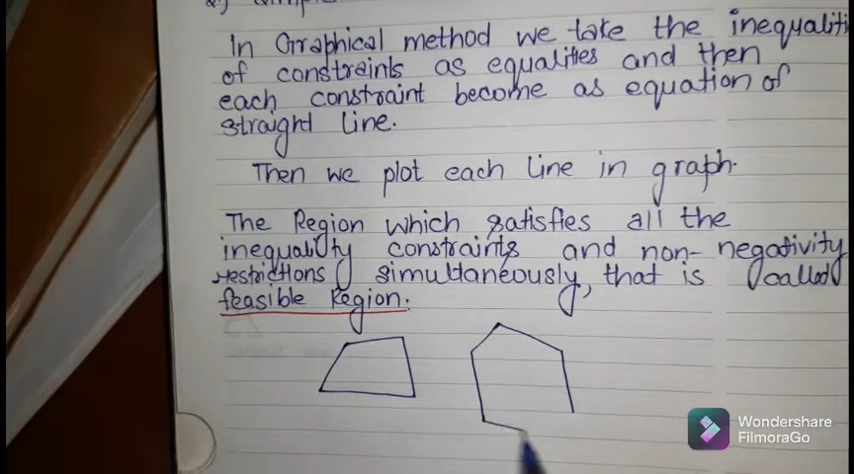 In Graphical method we take the inequaliti
of constraints as equalities and then
each constraint become as equation of
straight line.
Then we plot each line in graph.
The Region which satisfies all the
inequality constraints and non-negativity
restrictions simultaneously, that is called
feasible Region.
Wondershare
FilmoraGo